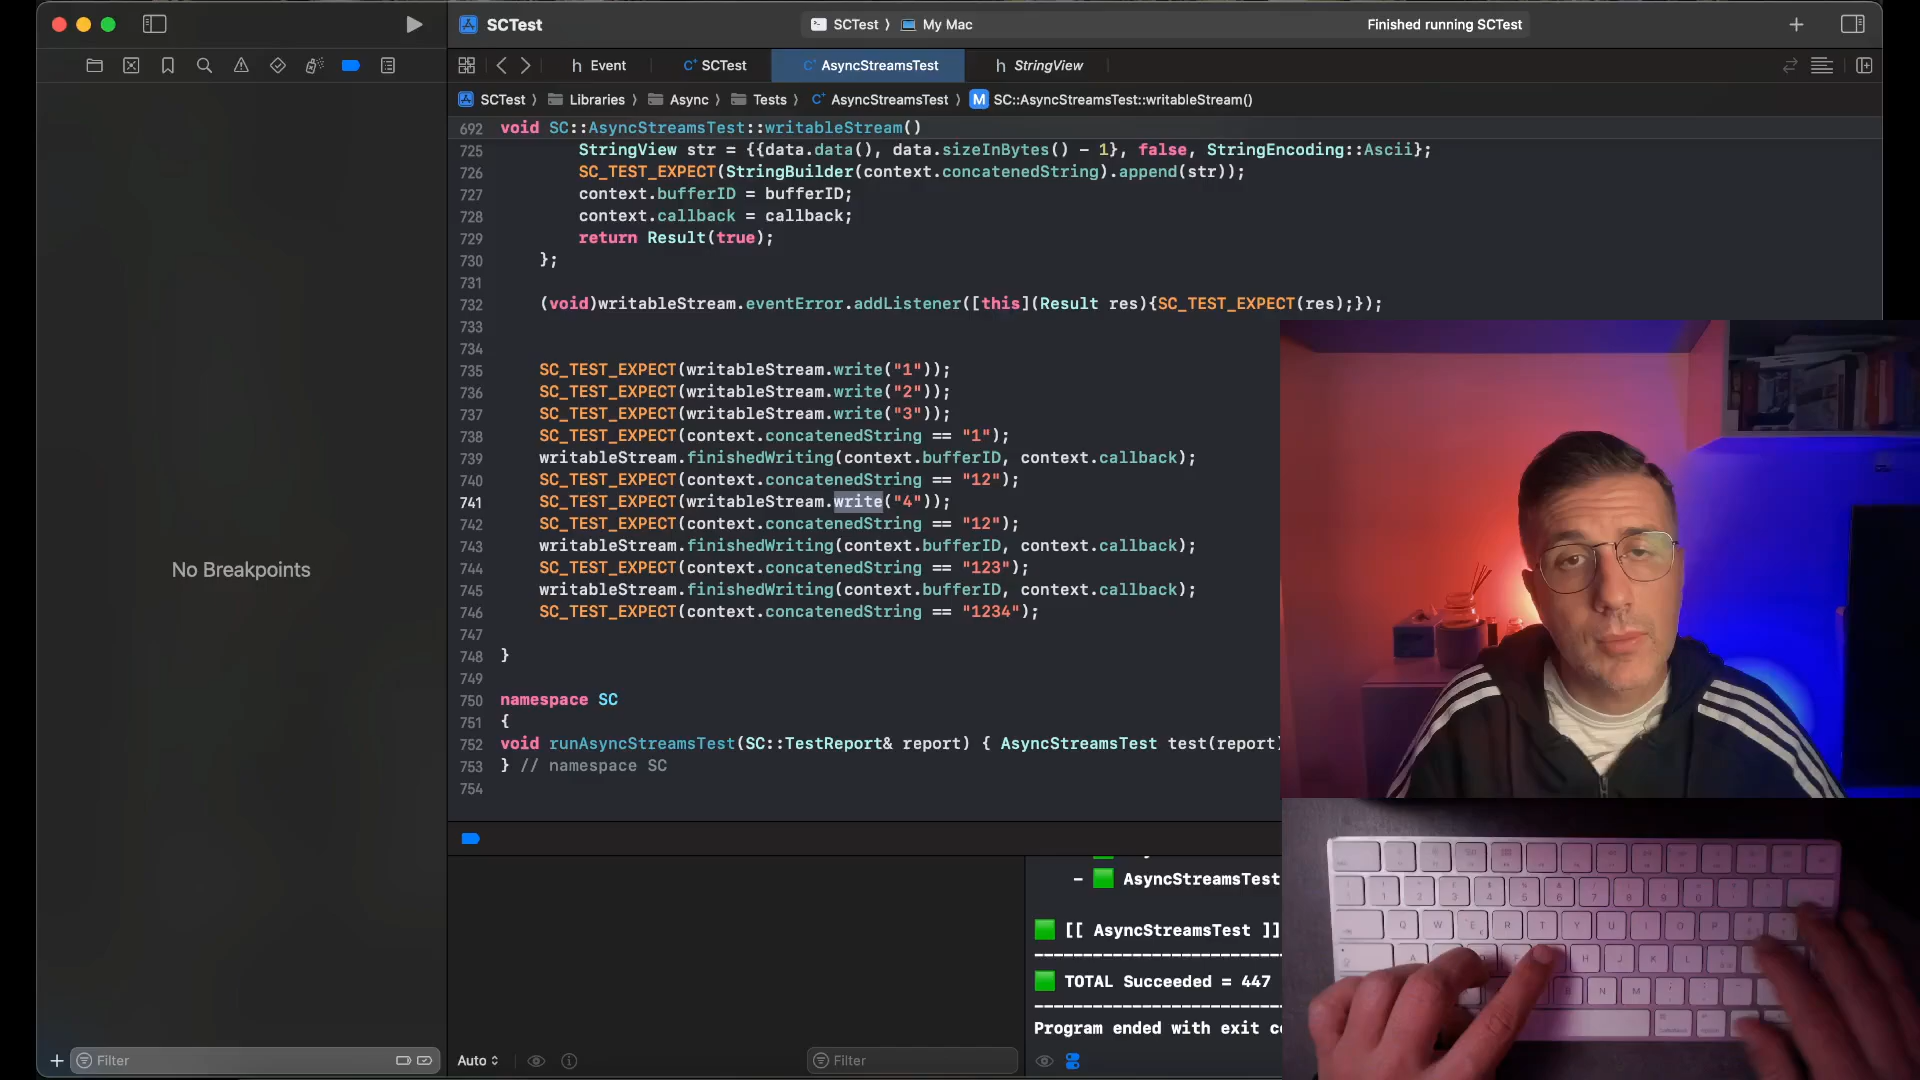 SCTest
SCTest 〉 My Mac
Finished running SCTest
Event
SCTest
AsyncStreamsTest
StringView
SCTest 〉 Libraries 〉 Async 〉 Tests 〉 AsyncStreamsTest 〉 M SC::AsyncStreamsTest::writableStream()
692 void SC::AsyncStreamsTest::writableStream()
725 StringView str = {{data.data(), data.sizeInBytes() - 1}, false, StringEncoding::Ascii};
726 SC_TEST_EXPECT(StringBuilder(context.concatenedString).append(str));
727 context.bufferID = bufferID;
728 context.callback = callback;
729 return Result(true);
730 };
731
732 (void)writableStream.eventError.addListener([this](Result res){SC_TEST_EXPECT(res);});
733
734
735 SC_TEST_EXPECT(writableStream.write("1"));
736 SC_TEST_EXPECT(writableStream.write("2"));
737 SC_TEST_EXPECT(writableStream.write("3"));
738 SC_TEST_EXPECT(context.concatenedString == "1");
739 writableStream.finishedWriting(context.bufferID, context.callback);
740 SC_TEST_EXPECT(context.concatenedString == "12");
741 SC_TEST_EXPECT(writableStream.write("4"));
742 SC_TEST_EXPECT(context.concatenedString == "12");
743 writableStream.finishedWriting(context.bufferID, context.callback);
744 SC_TEST_EXPECT(context.concatenedString == "123");
745 writableStream.finishedWriting(context.bufferID, context.callback);
746 SC_TEST_EXPECT(context.concatenedString == "1234");
747
748 }
749
750 namespace SC
751 {
752 void runAsyncStreamsTest(SC::TestReport& report) { AsyncStreamsTest test(report)
753 } // namespace SC
754
No Breakpoints
- AsyncStreamsTest
[[ AsyncStreamsTest ]]
TOTAL Succeeded = 447
Program ended with exit
Filter
Auto
Filter